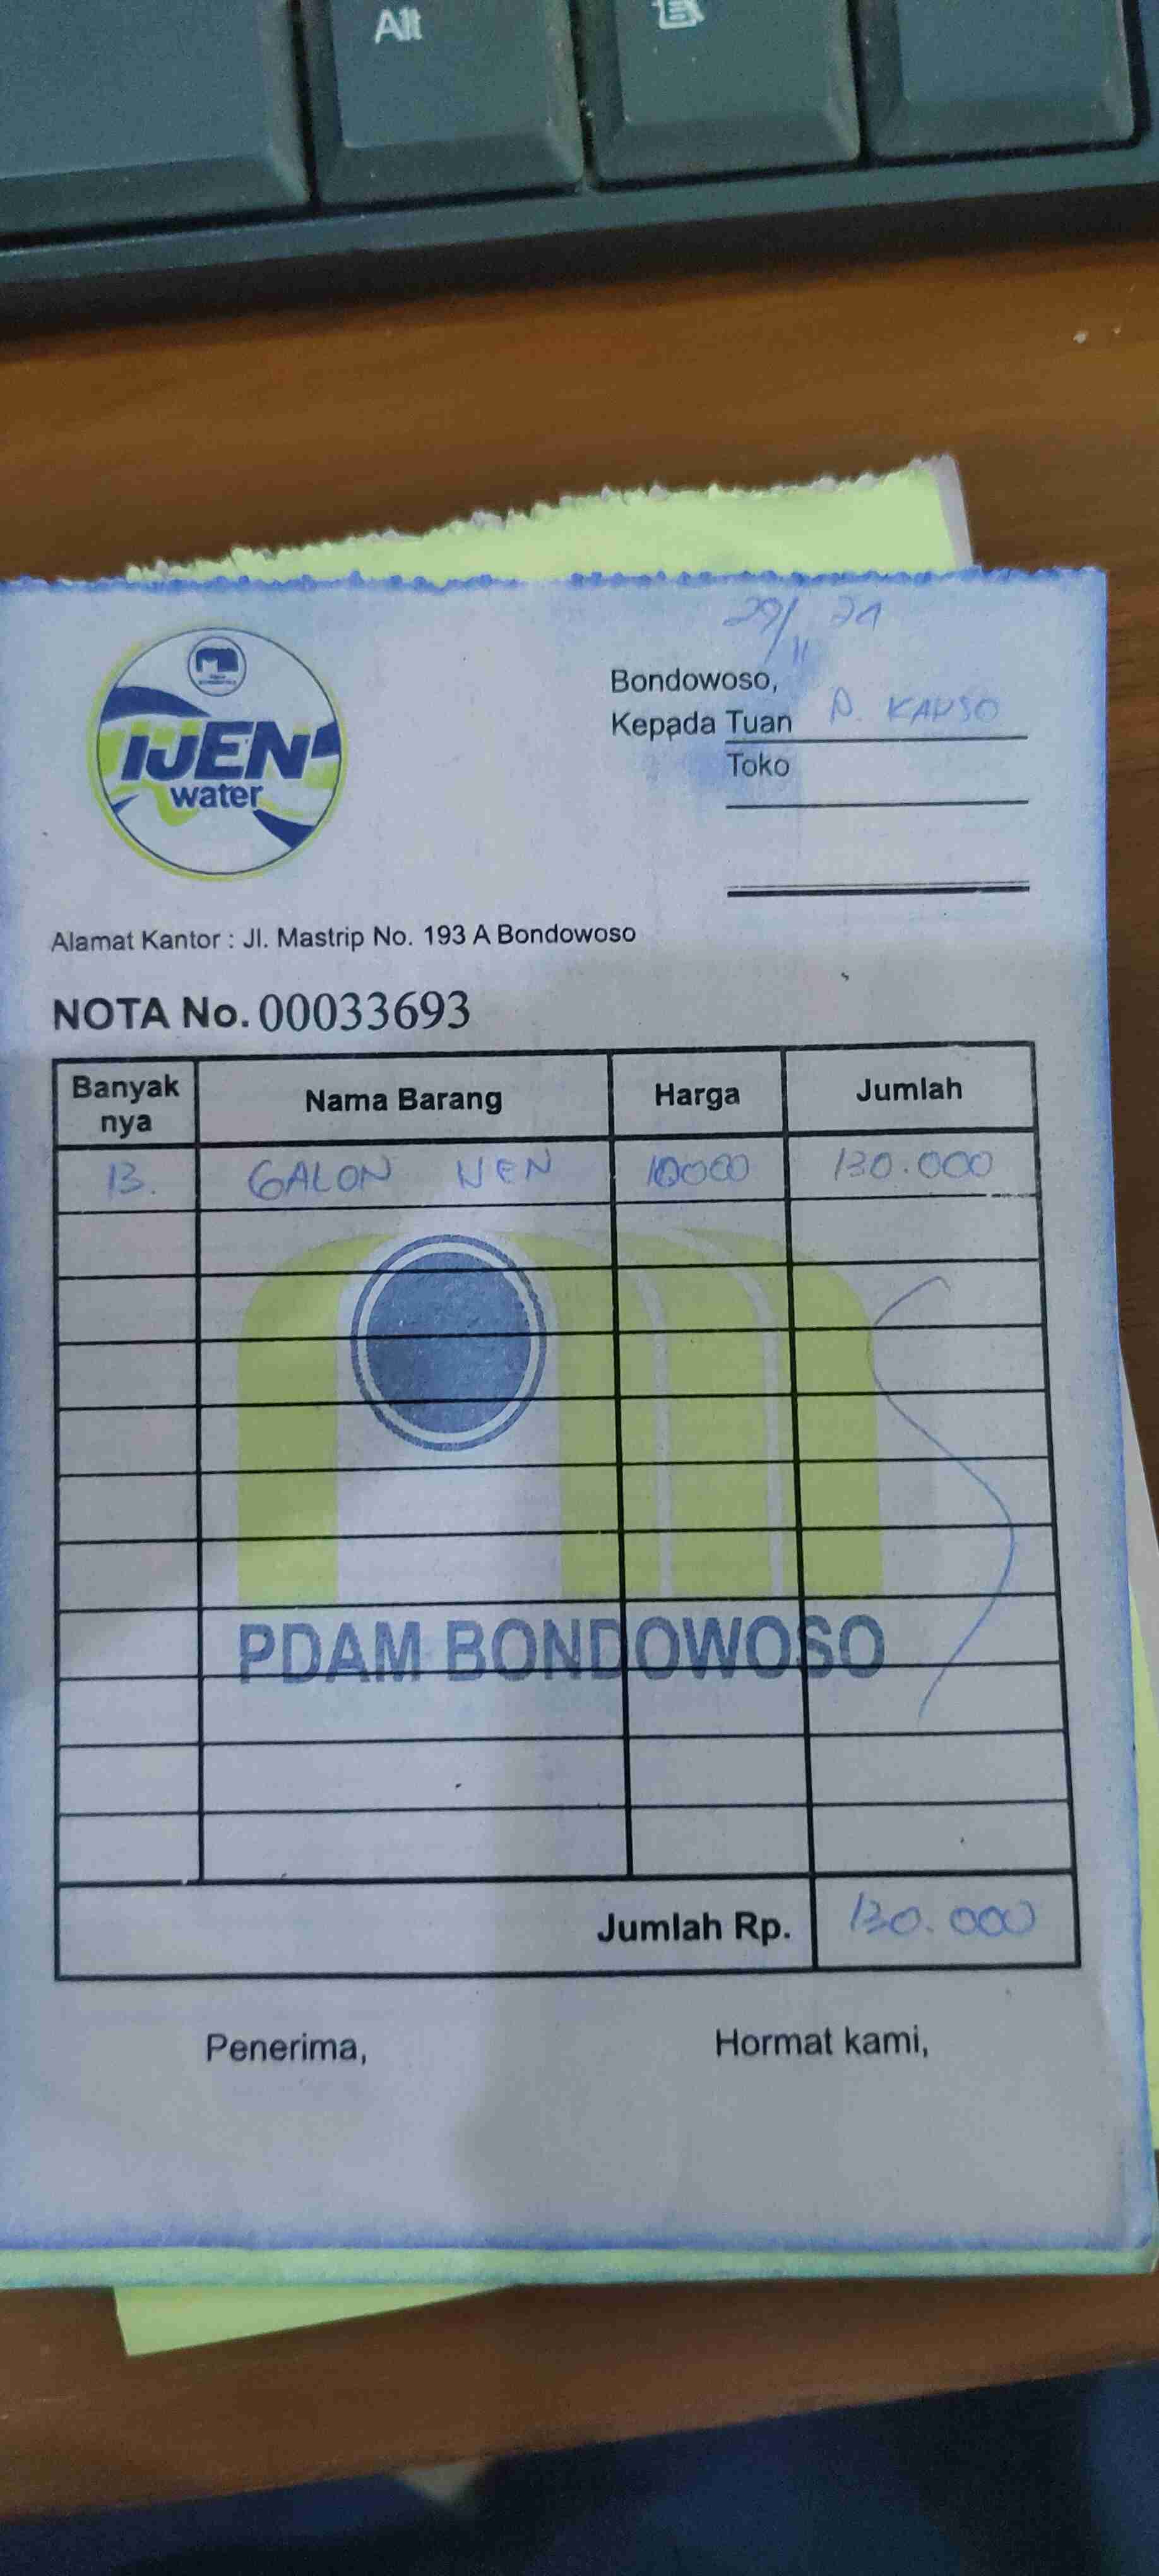 Alt
29/11 24
Bondowoso,
Kepada Tuan P.
Toko
IJEN
water
Alamat Kantor : Jl. Mastrip No. 193 A Bondowoso
NOTA No. 00033693
Banyak nya Nama Barang Harga Jumlah
13. GALON IJEN 10000 130.000
PDAM BONDOWOSO
Jumlah Rp. 130.000
Penerima, Hormat kami,